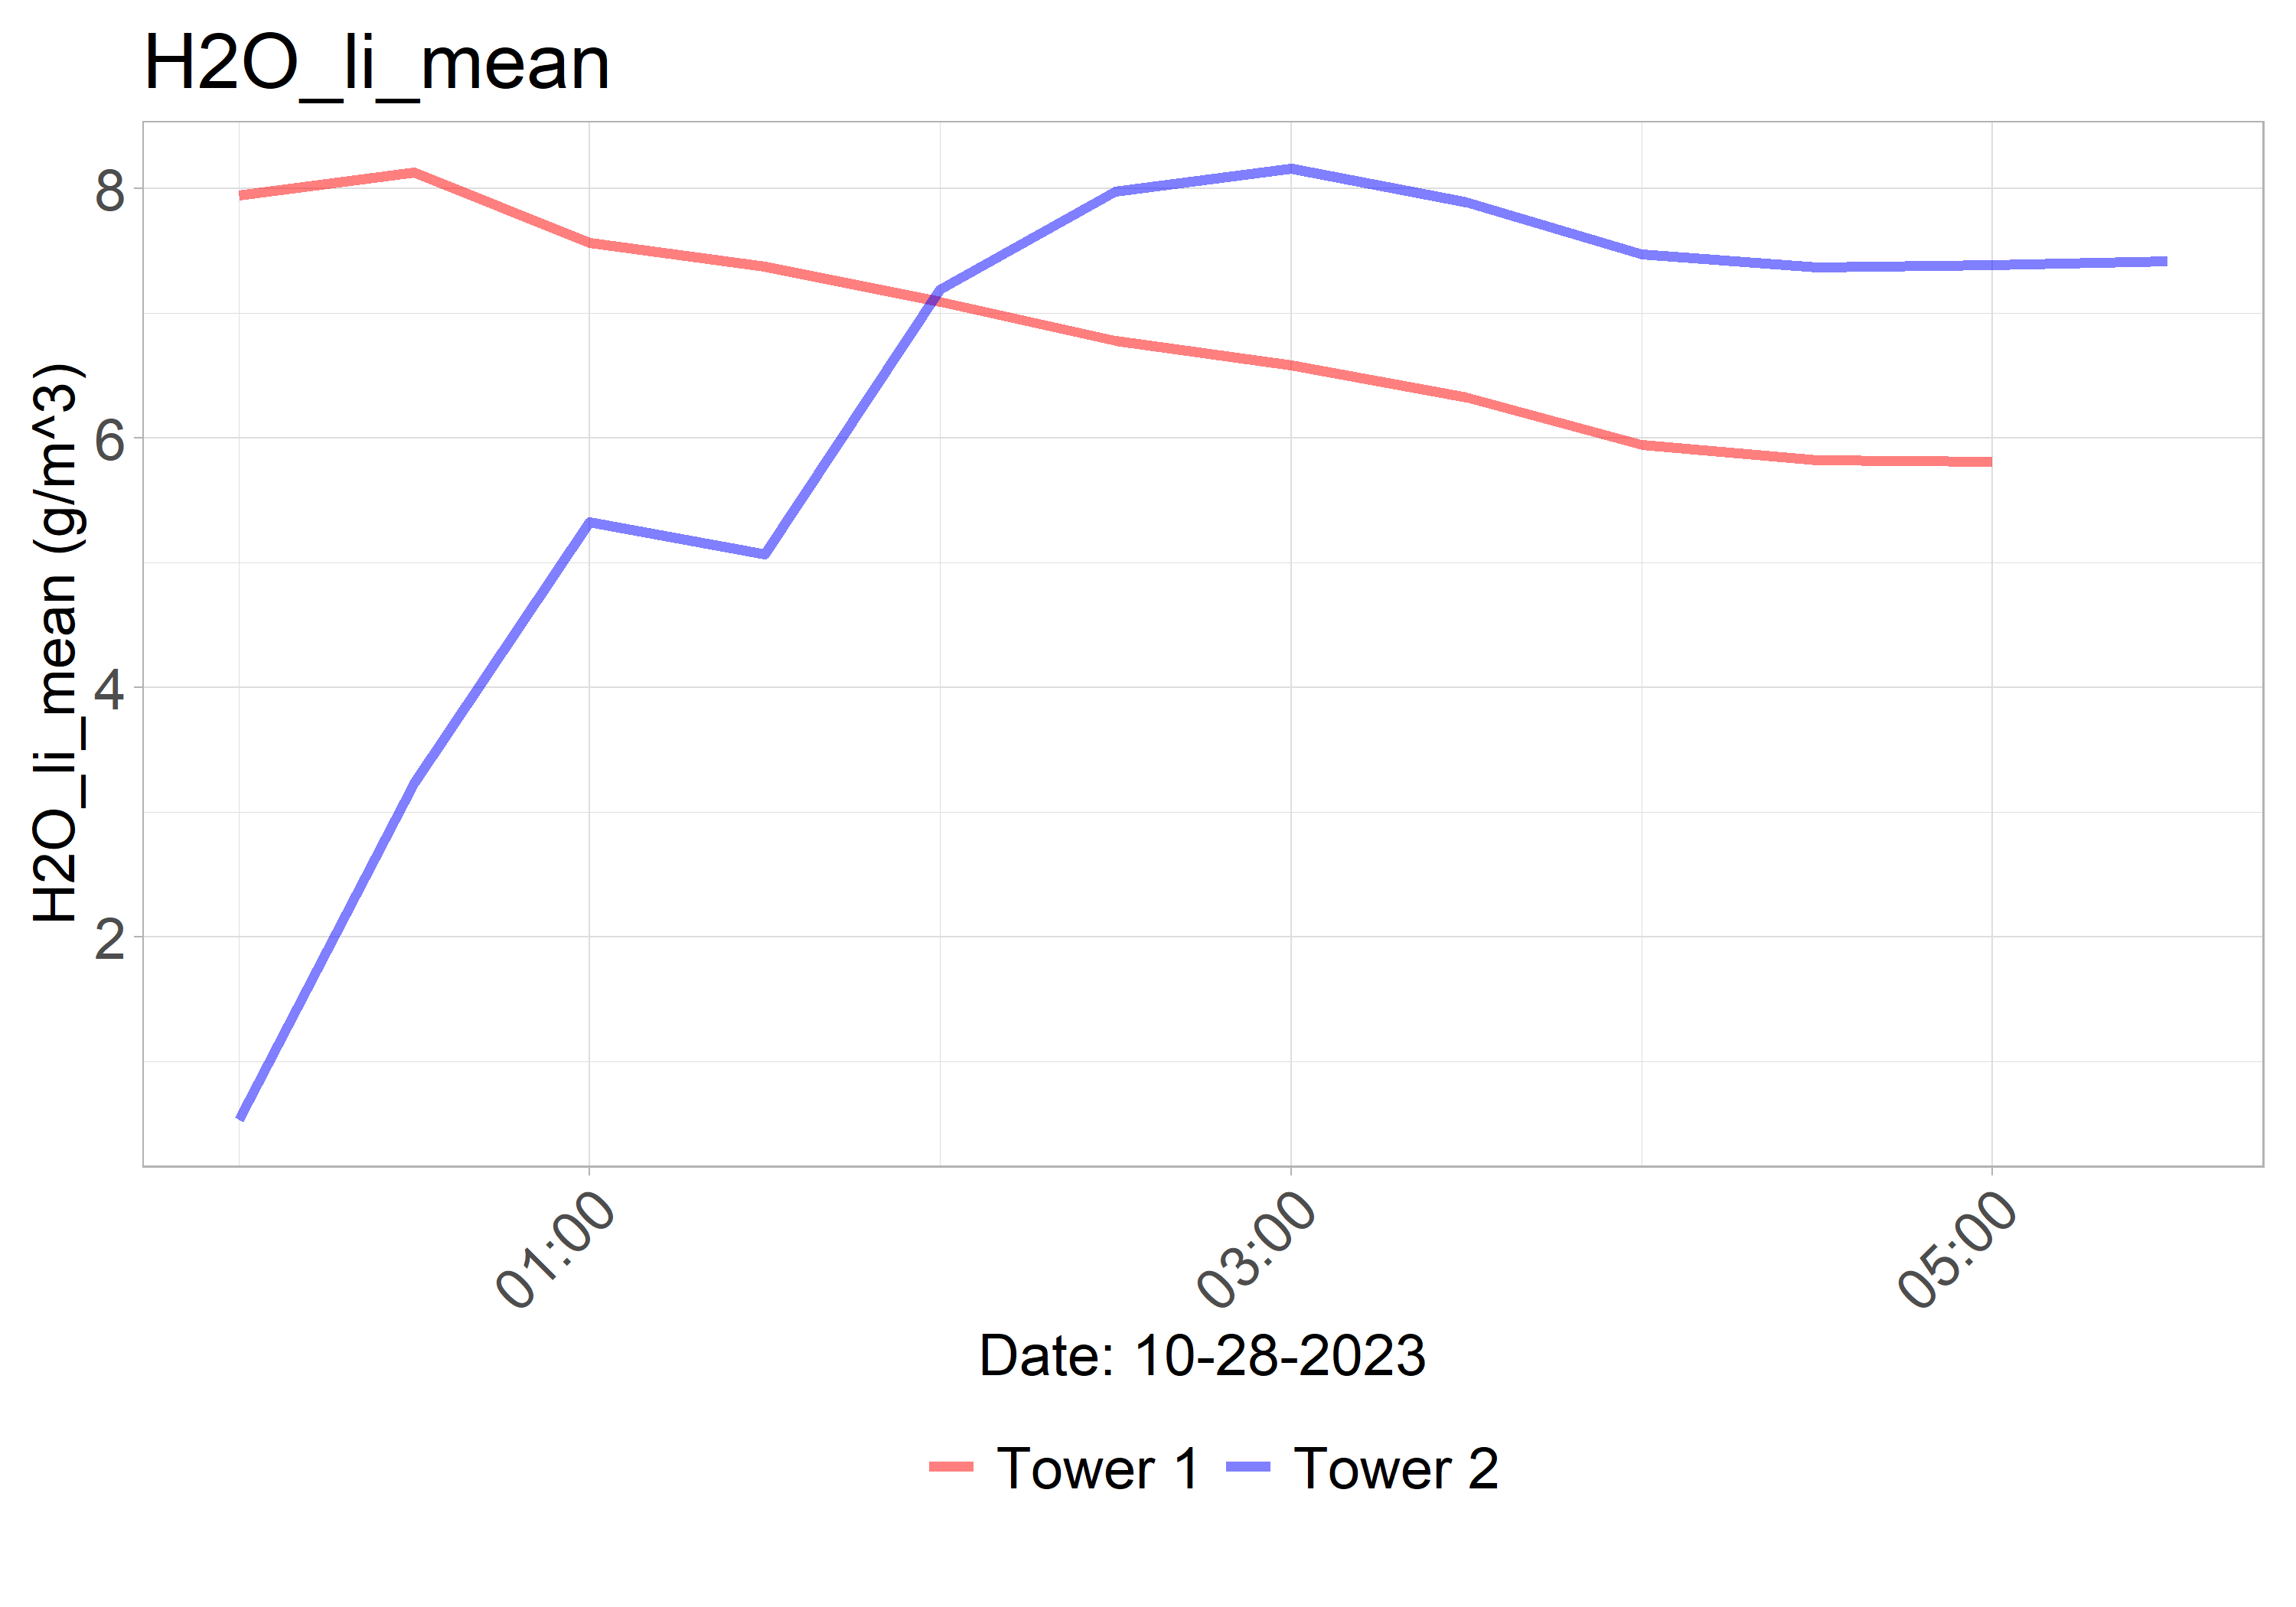 H2O_li_mean
H2O_li_mean (g/m^3)
8
6
4
2
01:00
03:00
05:00
Date: 10-28-2023
Tower 1
Tower 2